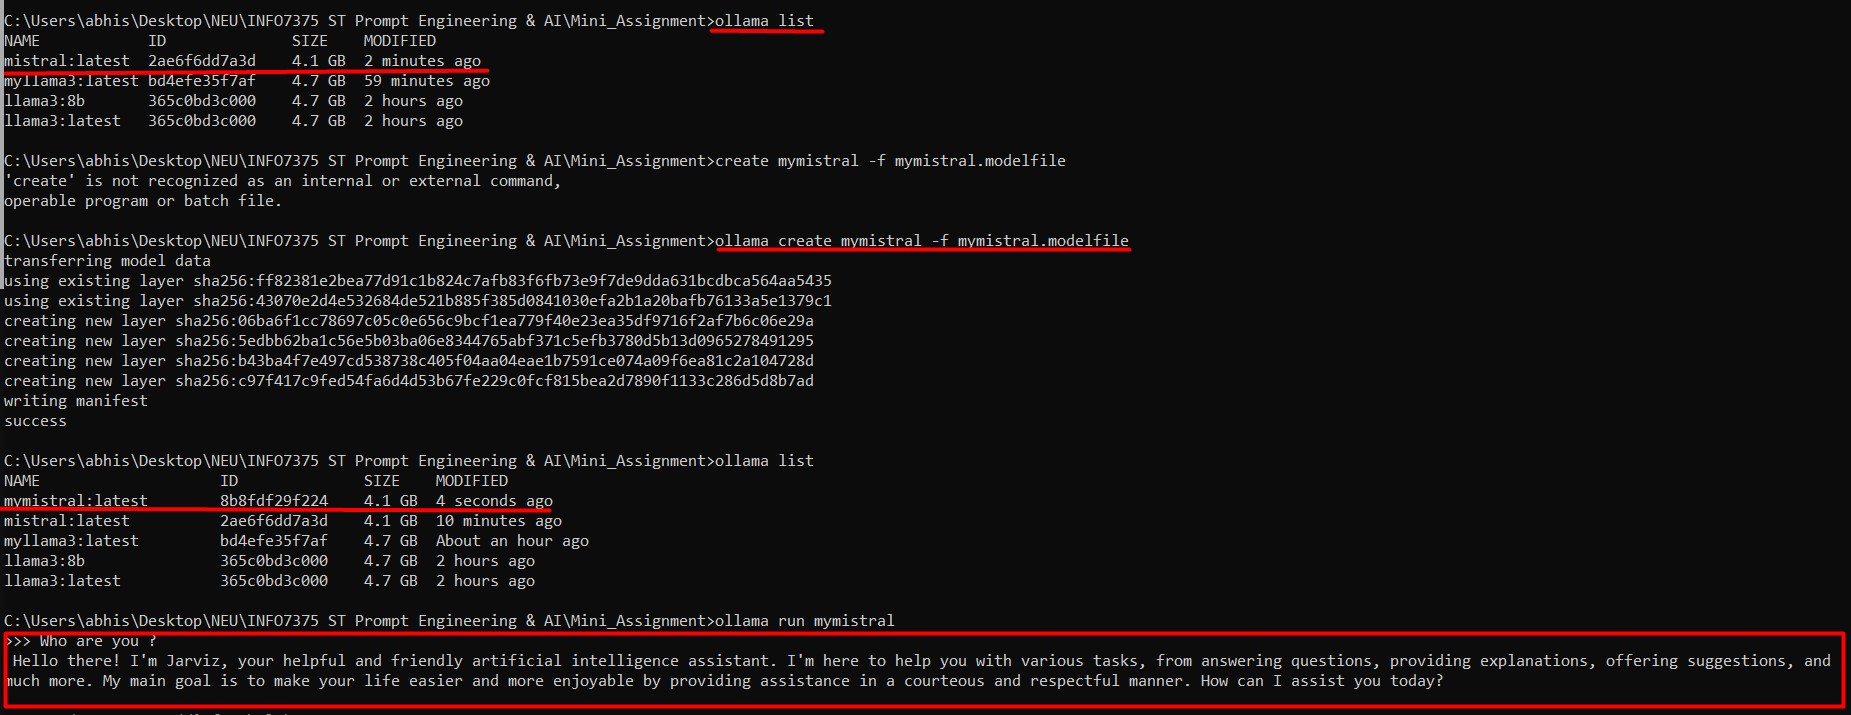 C:\Users\abhis\Desktop\NEU\INFO7375 ST Prompt Engineering & AI\Mini_Assignment>ollama list
NAME ID SIZE MODIFIED
mistral:latest 2ae6f6dd7a3d 4.1 GB 2 minutes ago
myllama3:latest bd4efe35f7af 4.7 GB 59 minutes ago
llama3:8b 365c0bd3c000 4.7 GB 2 hours ago
llama3:latest 365c0bd3c000 4.7 GB 2 hours ago
C:\Users\abhis\Desktop\NEU\INFO7375 ST Prompt Engineering & AI\Mini_Assignment>create mymistral -f mymistral.modelfile
'create' is not recognized as an internal or external command,
operable program or batch file.
C:\Users\abhis\Desktop\NEU\INFO7375 ST Prompt Engineering & AI\Mini_Assignment>ollama create mymistral -f mymistral.modelfile
transferring model data
using existing layer sha256:ff82381e2bea77d91c1b824c7afb83f6fb73e9f7de9dda631bcdbca564aa5435
using existing layer sha256:43070e2d4e532684de521b885f385d0841030efa2b1a20bafb76133a5e1379c1
creating new layer sha256:06ba6f1cc78697c05c0e656c9bcf1ea779f40e23ea35df9716f2af7b6c06e29a
creating new layer sha256:5edbb62ba1c56e5b03ba06e8344765abf371c5efb3780d5b13d0965278491295
creating new layer sha256:b43ba4f7e497cd538738c405f04aa04eae1b7591ce074a09f6ea81c2a104728d
creating new layer sha256:c97f417c9fed54fa6d4d53b67fe229c0fcf815bea2d7890f1133c286d5d8b7ad
writing manifest
success
C:\Users\abhis\Desktop\NEU\INFO7375 ST Prompt Engineering & AI\Mini_Assignment>ollama list
NAME ID SIZE MODIFIED
mymistral:latest 8b8fdf29f224 4.1 GB 4 seconds ago
mistral:latest 2ae6f6dd7a3d 4.1 GB 10 minutes ago
myllama3:latest bd4efe35f7af 4.7 GB About an hour ago
llama3:8b 365c0bd3c000 4.7 GB 2 hours ago
llama3:latest 365c0bd3c000 4.7 GB 2 hours ago
C:\Users\abhis\Desktop\NEU\INFO7375 ST Prompt Engineering & AI\Mini_Assignment>ollama run mymistral
>>> Who are you ?
Hello there! I'm Jarviz, your helpful and friendly artificial intelligence assistant. I'm here to help you with various tasks, from answering questions, providing explanations, offering suggestions, and
much more. My main goal is to make your life easier and more enjoyable by providing assistance in a courteous and respectful manner. How can I assist you today?